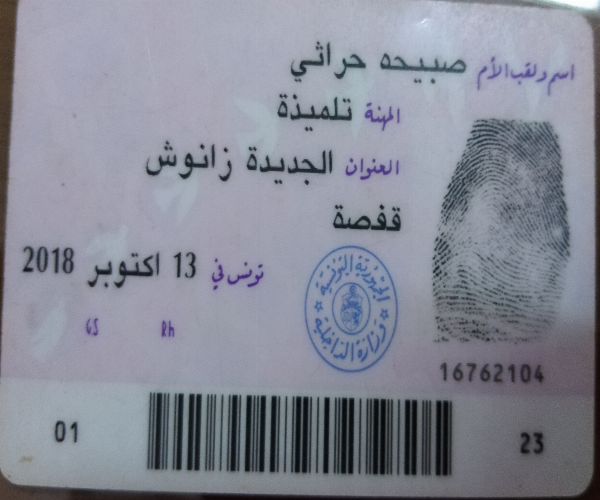 اسم ولقب الأم صبيحه حراثي
المهنة تلميذة
العنوان الجديدة زانوش
قفصة
تونس في 13 اكتوبر 2018
GS Rh
الجمهورية التونسية
وزارة الداخلية
16762104
01 23